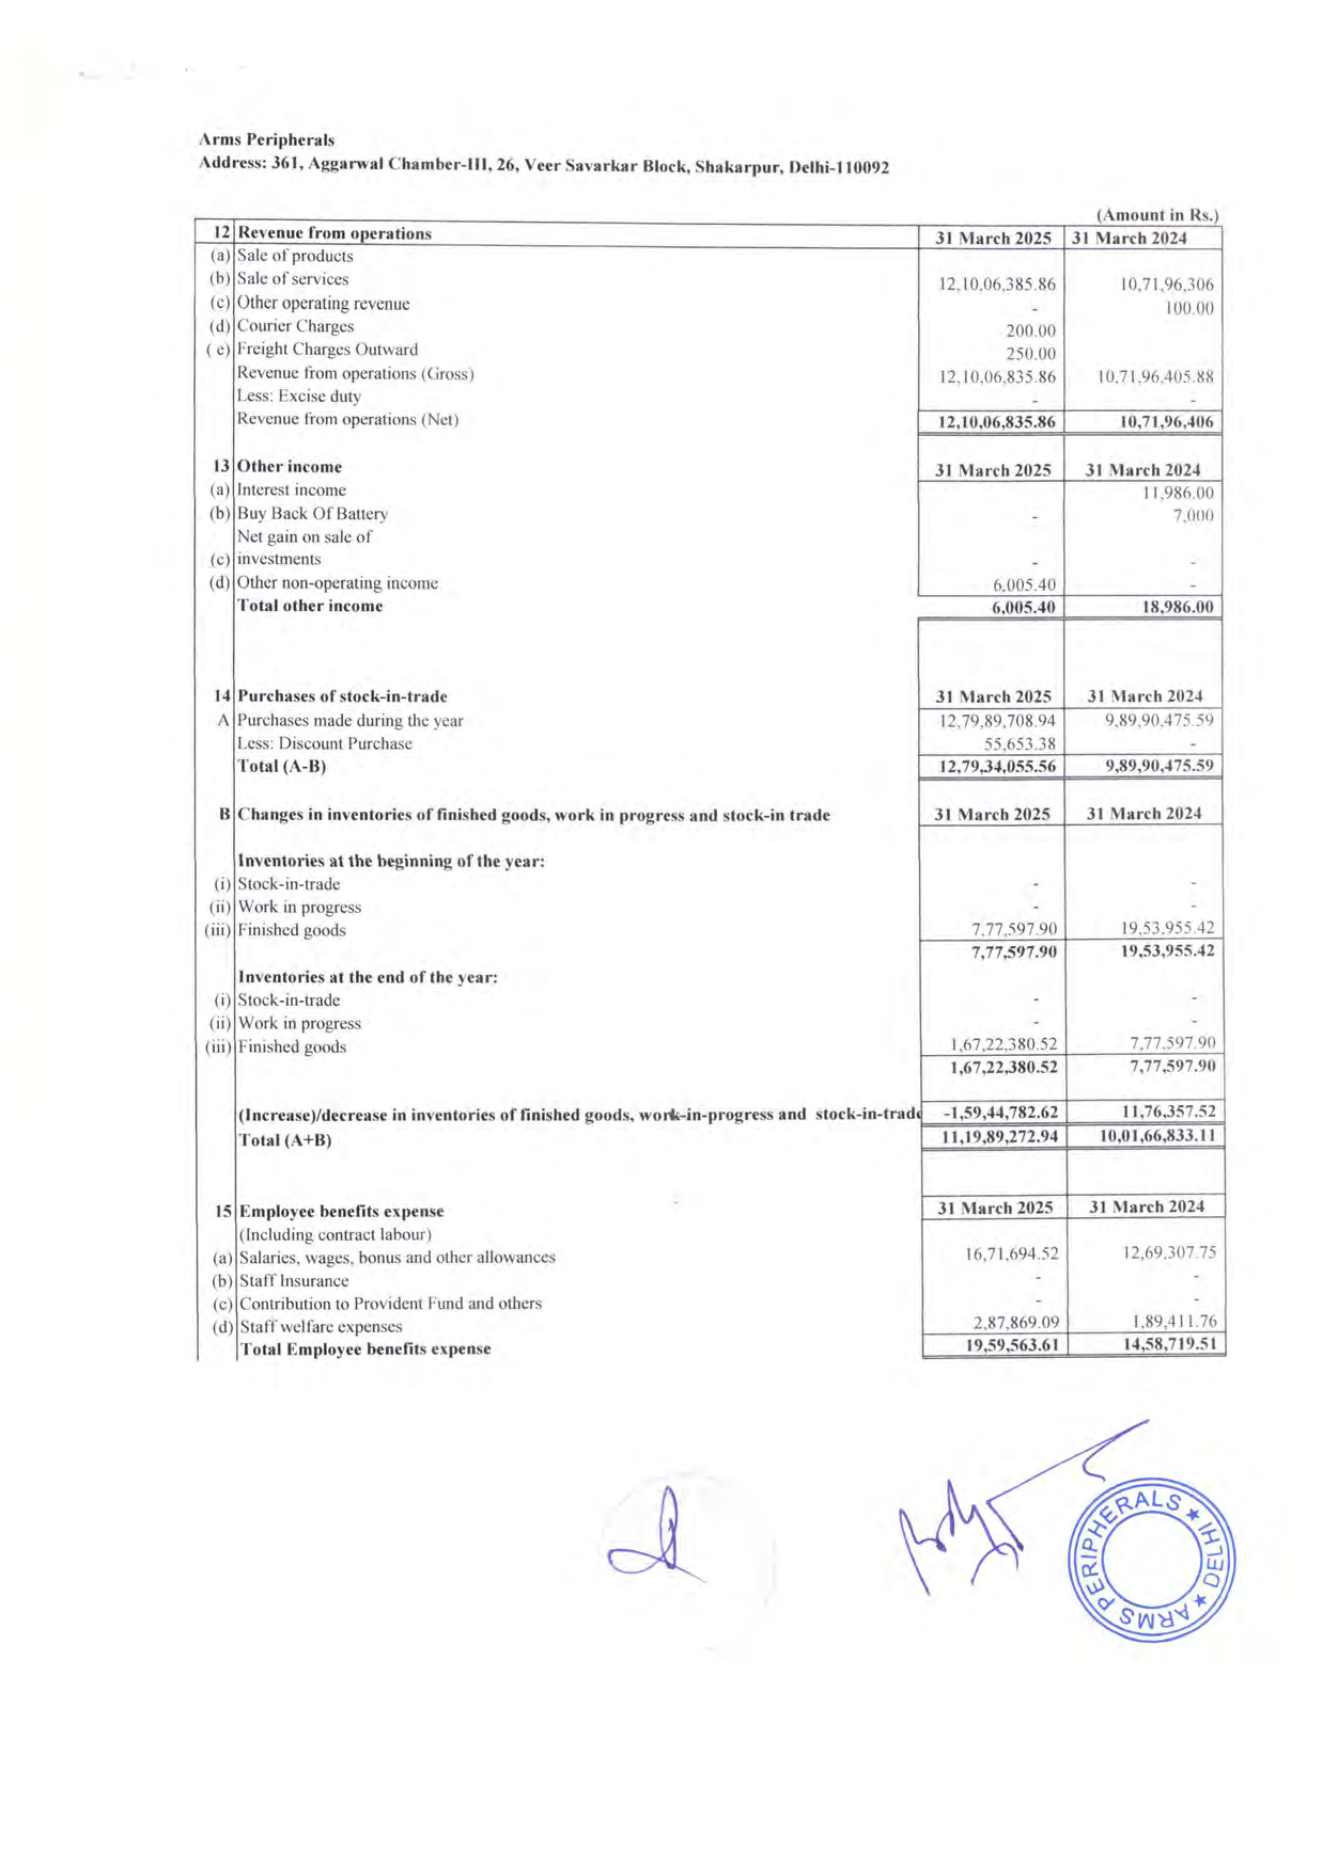 Arms Peripherals
Address: 361, Aggarwal Chamber-III, 26, Veer Savarkar Block, Shakarpur, Delhi-110092
(Amount in Rs.)
12 Revenue from operations 31 March 2025 31 March 2024
(a) Sale of products
(b) Sale of services 12,10,06,385.86 10,71,96,306
(c) Other operating revenue - 100.00
(d) Courier Charges 200.00
( e) Freight Charges Outward 250.00
Revenue from operations (Gross) 12,10,06,835.86 10,71,96,405.88
Less: Excise duty - -
Revenue from operations (Net) 12,10,06,835.86 10,71,96,406
13 Other income 31 March 2025 31 March 2024
(a) Interest income 11,986.00
(b) Buy Back Of Battery - 7,000
Net gain on sale of
(c) investments - -
(d) Other non-operating income 6,005.40 -
Total other income 6,005.40 18,986.00
14 Purchases of stock-in-trade 31 March 2025 31 March 2024
A Purchases made during the year 12,79,89,708.94 9,89,90,475.59
Less: Discount Purchase 55,653.38 -
Total (A-B) 12,79,34,055.56 9,89,90,475.59
B Changes in inventories of finished goods, work in progress and stock-in trade 31 March 2025 31 March 2024
Inventories at the beginning of the year:
(i) Stock-in-trade - -
(ii) Work in progress - -
(iii) Finished goods 7,77,597.90 19,53,955.42
7,77,597.90 19,53,955.42
Inventories at the end of the year:
(i) Stock-in-trade - -
(ii) Work in progress - -
(iii) Finished goods 1,67,22,380.52 7,77,597.90
1,67,22,380.52 7,77,597.90
(Increase)/decrease in inventories of finished goods, work-in-progress and stock-in-trade -1,59,44,782.62 11,76,357.52
Total (A+B) 11,19,89,272.94 10,01,66,833.11
15 Employee benefits expense 31 March 2025 31 March 2024
(Including contract labour)
(a) Salaries, wages, bonus and other allowances 16,71,694.52 12,69,307.75
(b) Staff Insurance - -
(c) Contribution to Provident Fund and others - -
(d) Staff welfare expenses 2,87,869.09 1,89,411.76
Total Employee benefits expense 19,59,563.61 14,58,719.51
ARMS PERIPHERALS ★ DELHI ★